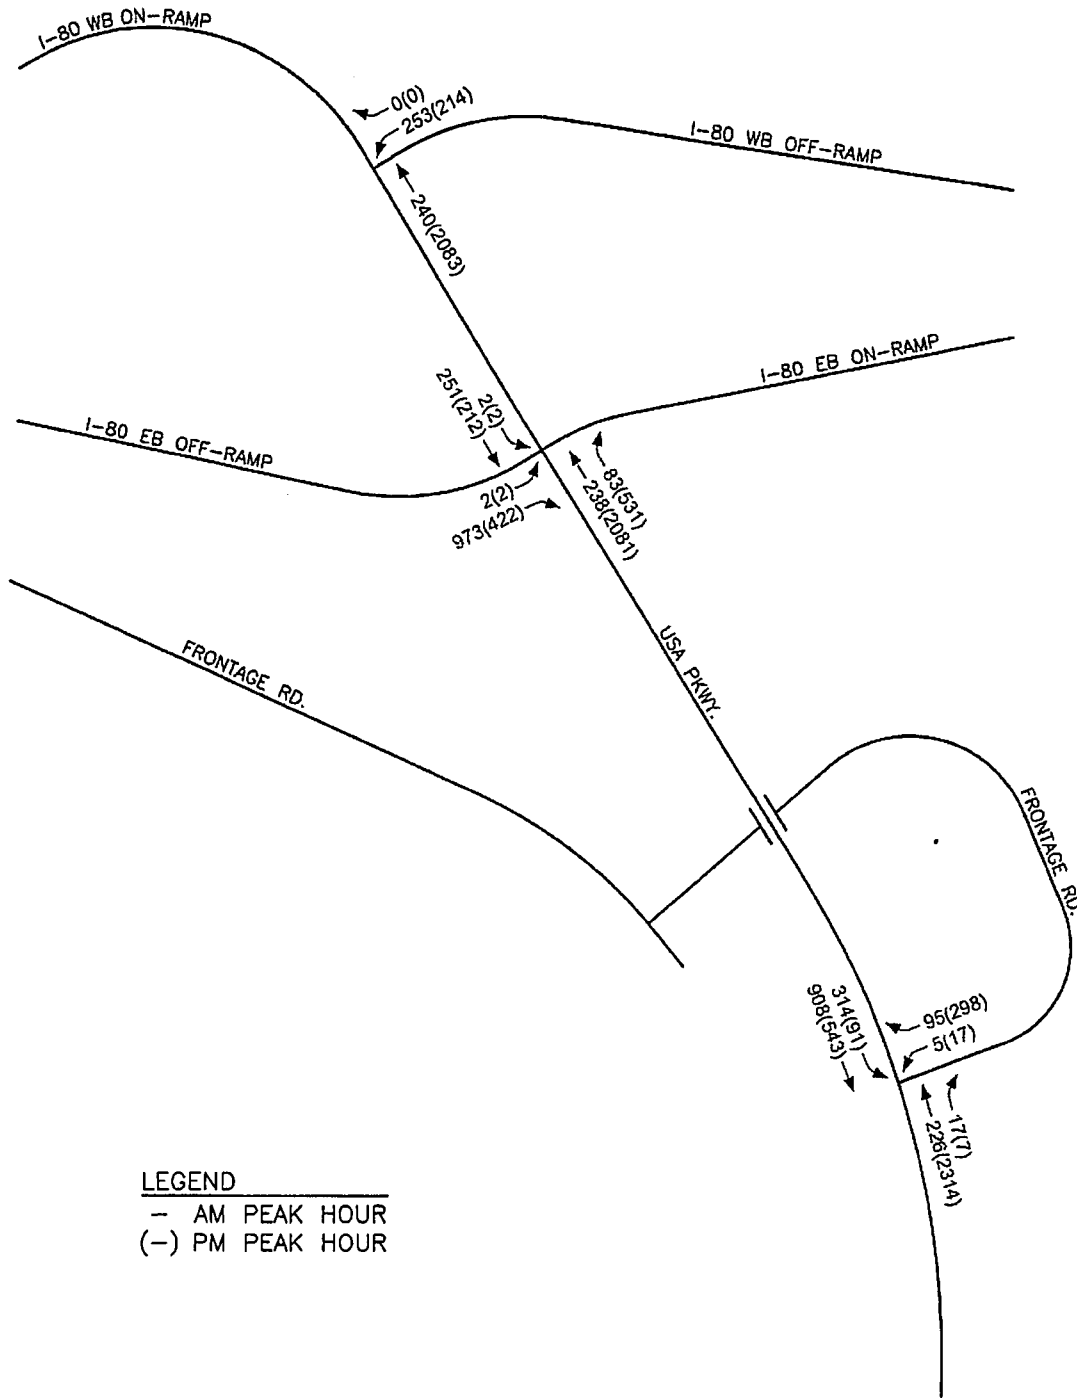 I-80 WB ON-RAMP
0(0)
253(214)
I-80 WB OFF-RAMP
240(2083)
I-80 EB ON-RAMP
2(2)
251(212)
I-80 EB OFF-RAMP
83(531)
238(2081)
2(2)
973(422)
USA PKWY.
FRONTAGE RD.
FRONTAGE RD.
314(91)
908(543)
95(298)
5(17)
17(7)
226(2314)
LEGEND
- AM PEAK HOUR
(-) PM PEAK HOUR